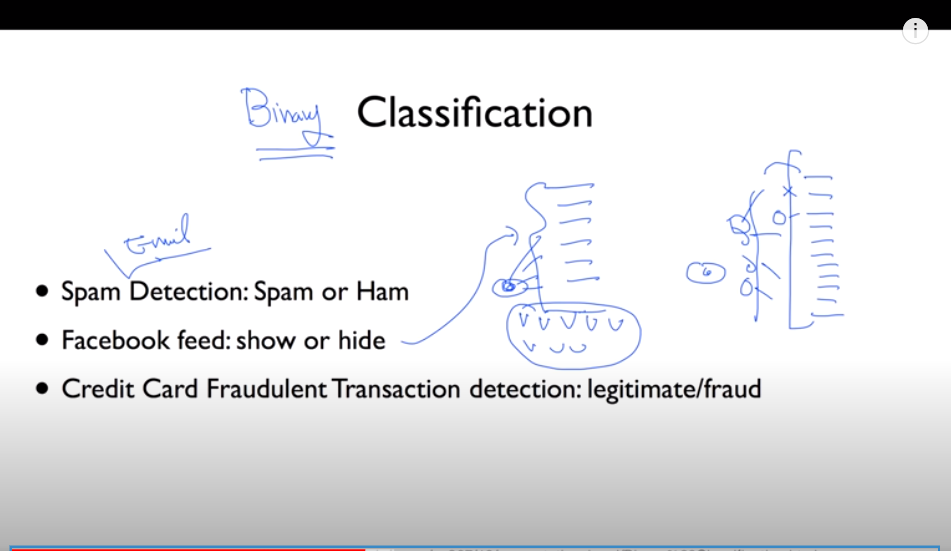 Binary Classification
Email
• Spam Detection: Spam or Ham
• Facebook feed: show or hide
• Credit Card Fraudulent Transaction detection: legitimate/fraud